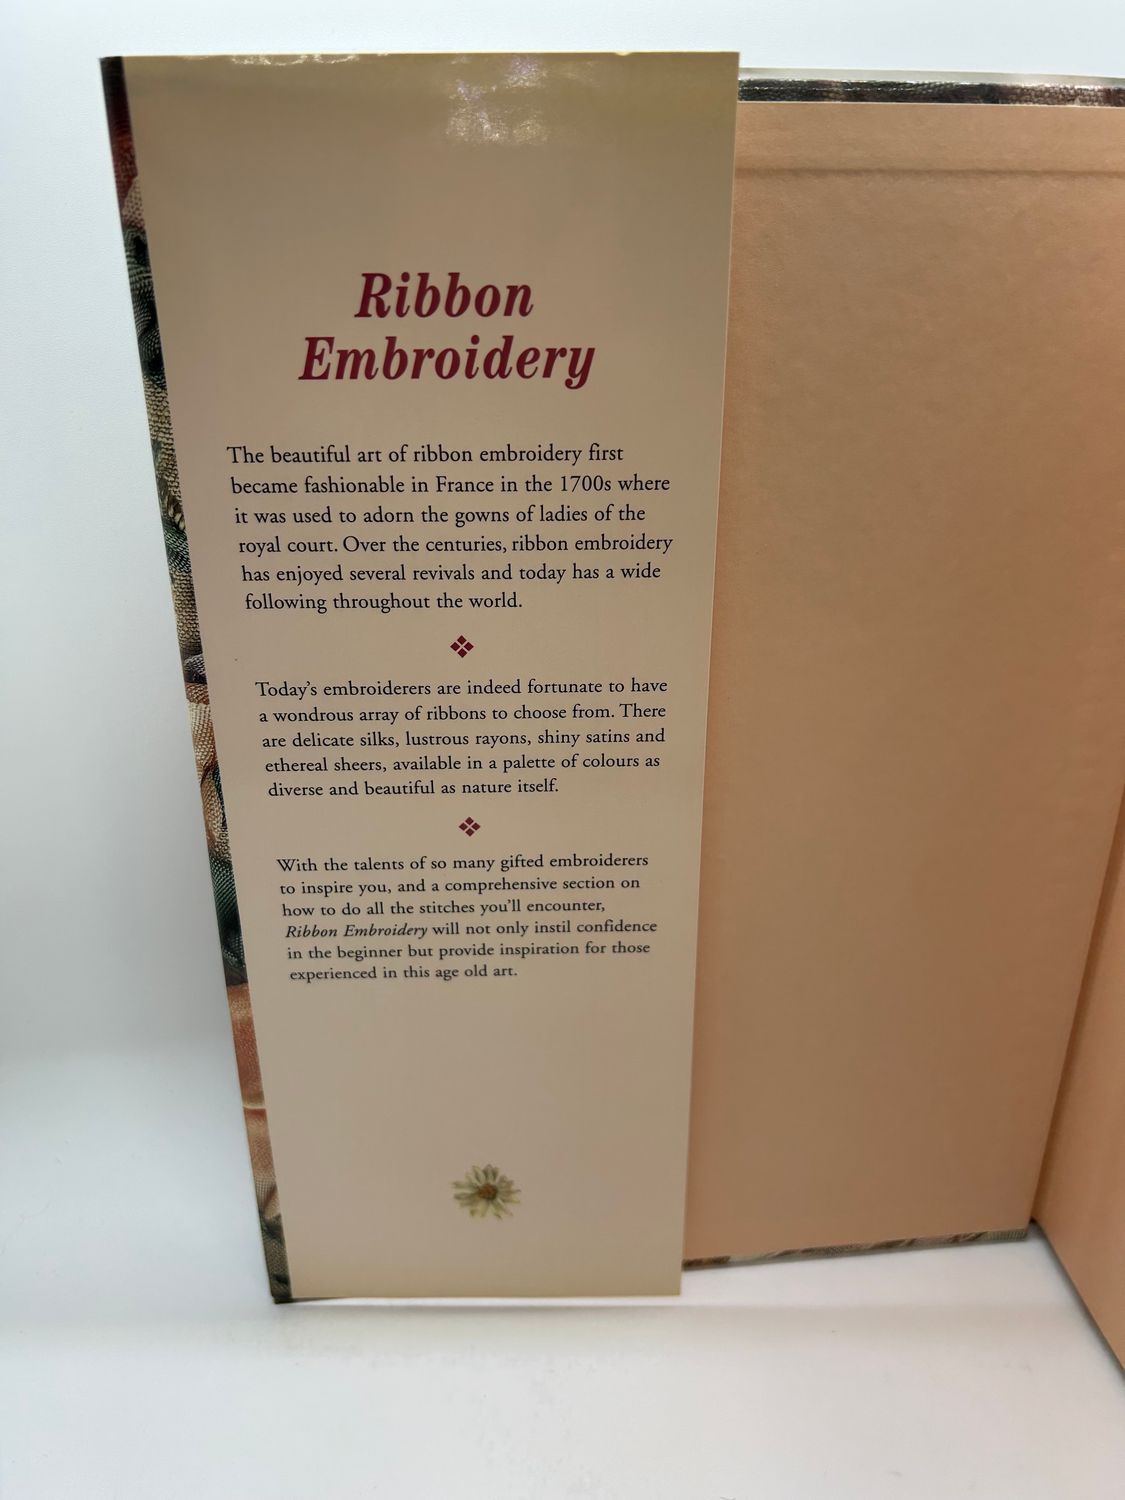 Ribbon
Embroidery
The beautiful art of ribbon embroidery first
became fashionable in France in the 1700s where
it was used to adorn the gowns of ladies of the
royal court. Over the centuries, ribbon embroidery
has enjoyed several revivals and today has a wide
following throughout the world.
Today's embroiderers are indeed fortunate to have
a wondrous array of ribbons to choose from. There
are delicate silks, lustrous rayons, shiny satins and
ethereal sheers, available in a palette of colours as
diverse and beautiful as nature itself.
With the talents of so many gifted embroiderers
to inspire you, and a comprehensive section on
how to do all the stitches you'll encounter,
Ribbon Embroidery will not only instil confidence
in the beginner but provide inspiration for those
experienced in this age old art.